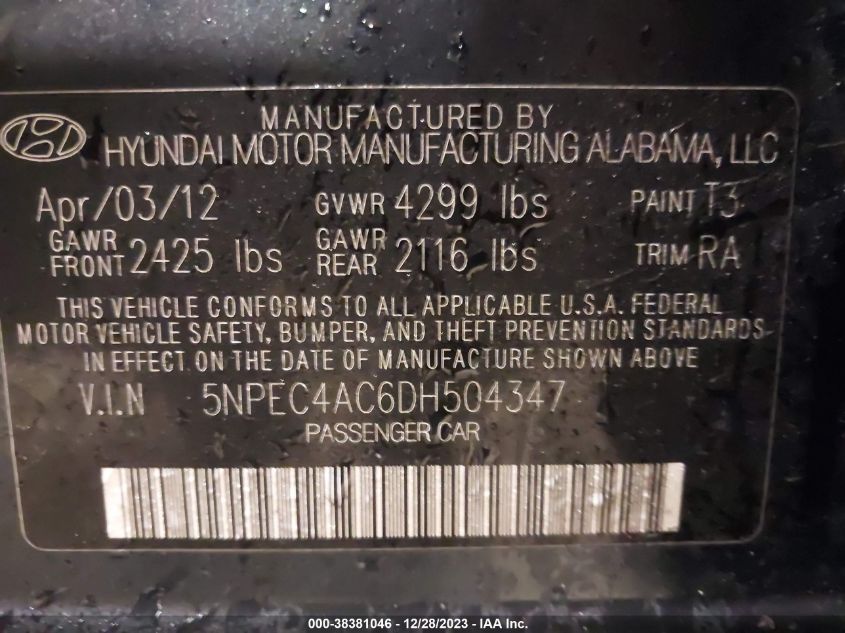 MANUFACTURED BY
HYUNDAI MOTOR MANUFACTURING ALABAMA, LLC
Apr/03/12 GVWR 4299 lbs PAINT T3
GAWR FRONT 2425 lbs GAWR REAR 2116 lbs TRIM RA
THIS VEHICLE CONFORMS TO ALL APPLICABLE U.S.A. FEDERAL
MOTOR VEHICLE SAFETY, BUMPER, AND THEFT PREVENTION STANDARDS
IN EFFECT ON THE DATE OF MANUFACTURE SHOWN ABOVE
V.I.N 5NPEC4AC6DH504347
PASSENGER CAR
000-38381046 - 12/28/2023 - IAA Inc.